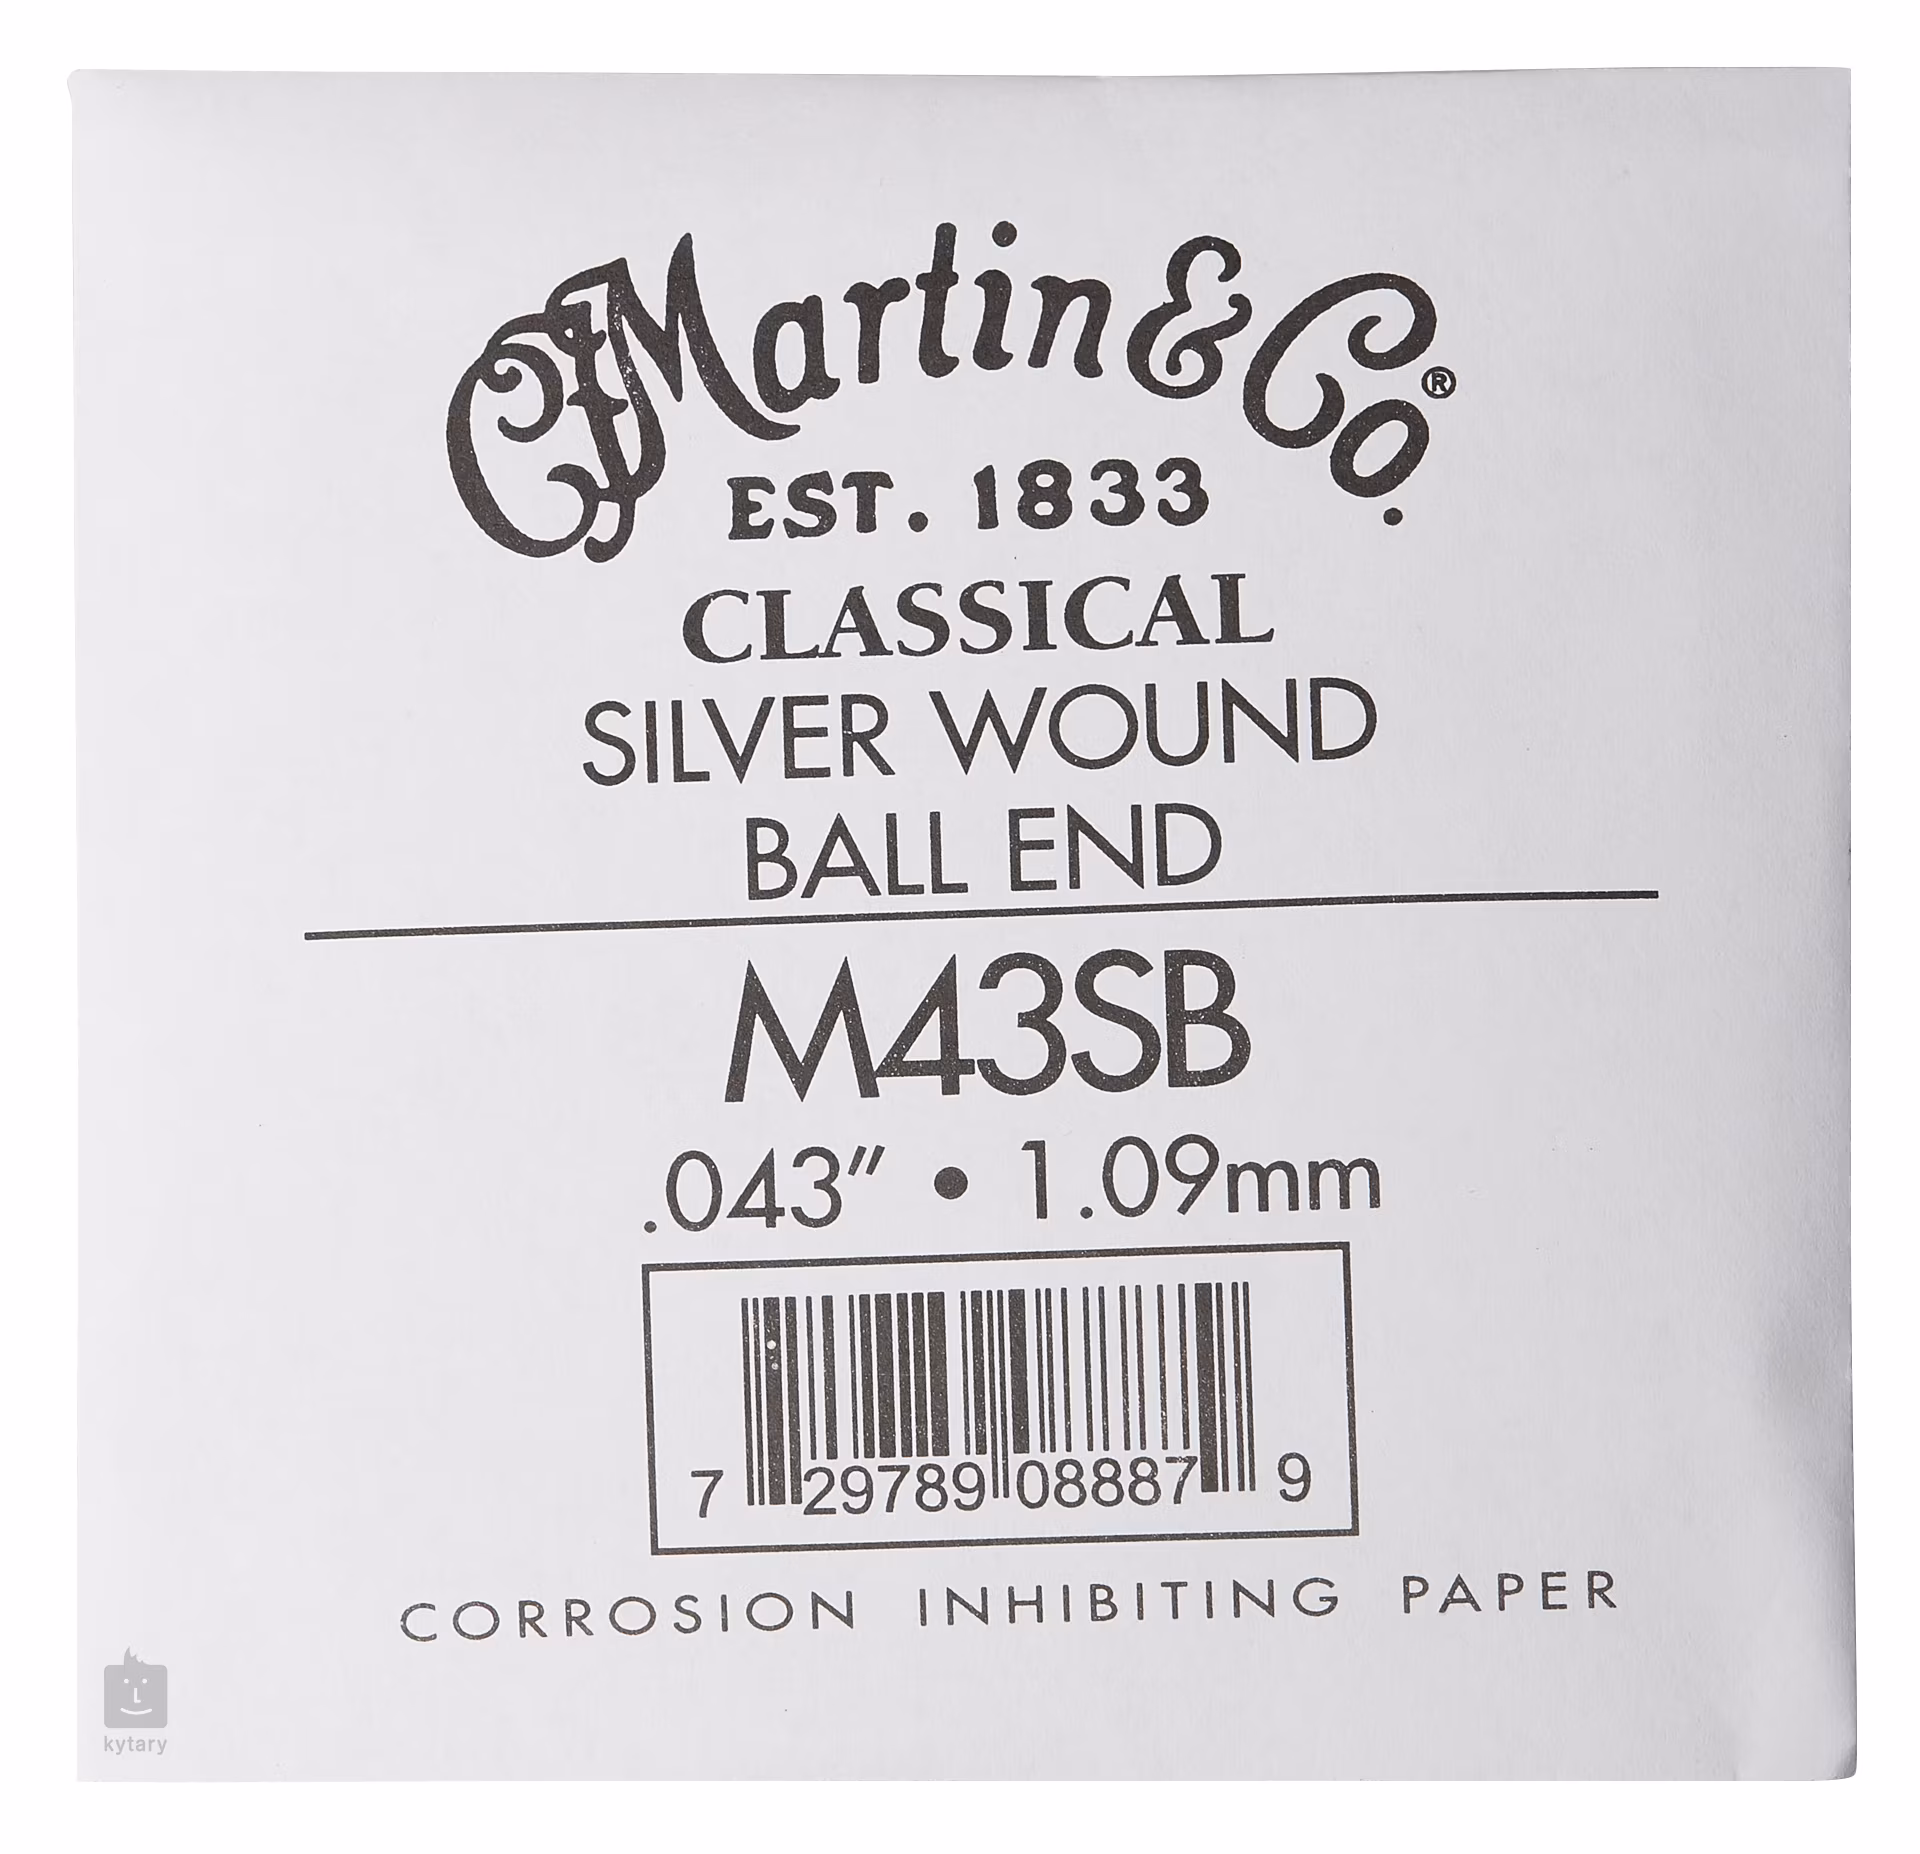 CF Martin & Co.®
EST. 1833
CLASSICAL
SILVER WOUND
BALL END
M43SB
.043" • 1.09mm
7 29789 08887 9
CORROSION INHIBITING PAPER
kytary